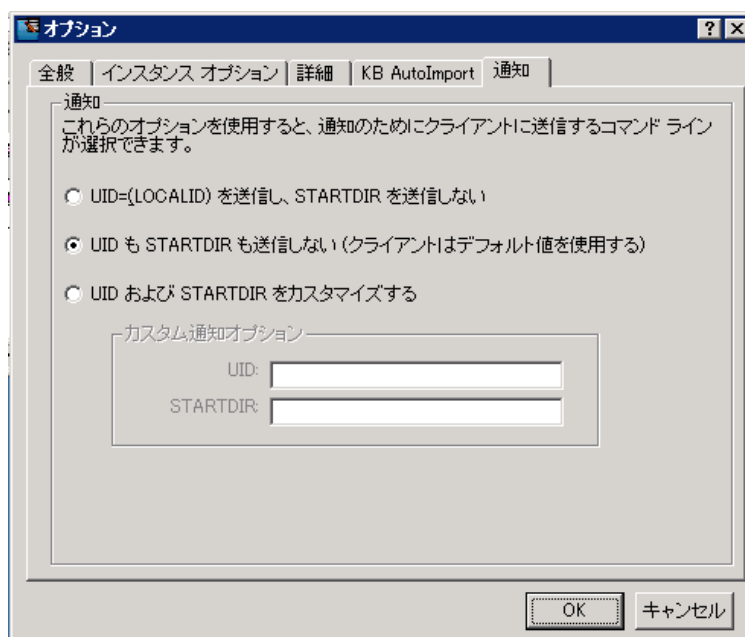 オプション
全般 インスタンス オプション 詳細 KB AutoImport 通知
通知
これらのオプションを使用すると、通知のためにクライアントに送信するコマンド ライン
が選択できます。
UID=(LOCALID) を送信し、STARTDIR を送信しない
UID も STARTDIR も送信しない (クライアントはデフォルト値を使用する)
UID および STARTDIR をカスタマイズする
カスタム通知オプション
UID:
STARTDIR:
OK キャンセル